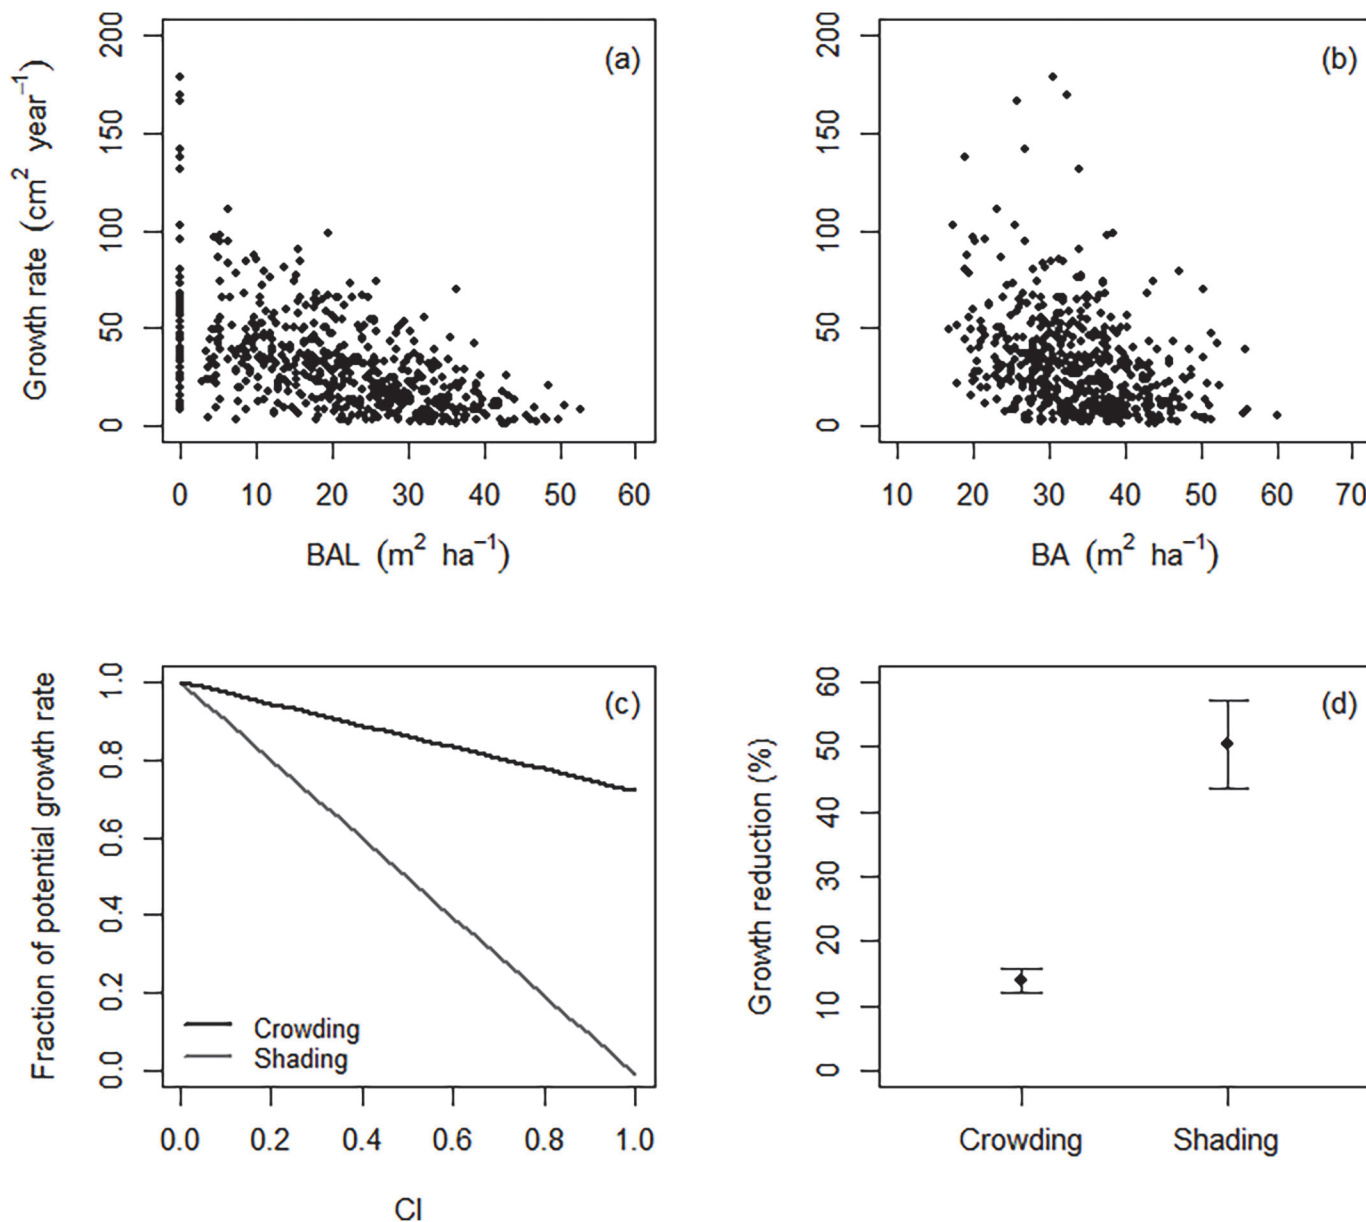 (a)
Growth rate (cm² year⁻¹)
200
150
100
50
0
0 10 20 30 40 50 60
BAL (m² ha⁻¹)
(b)
200
150
100
50
0
10 20 30 40 50 60 70
BA (m² ha⁻¹)
(c)
Fraction of potential growth rate
1.0
0.8
0.6
0.4
0.2
0.0
Crowding
Shading
0.0 0.2 0.4 0.6 0.8 1.0
CI
(d)
Growth reduction (%)
60
50
40
30
20
10
0
Crowding Shading